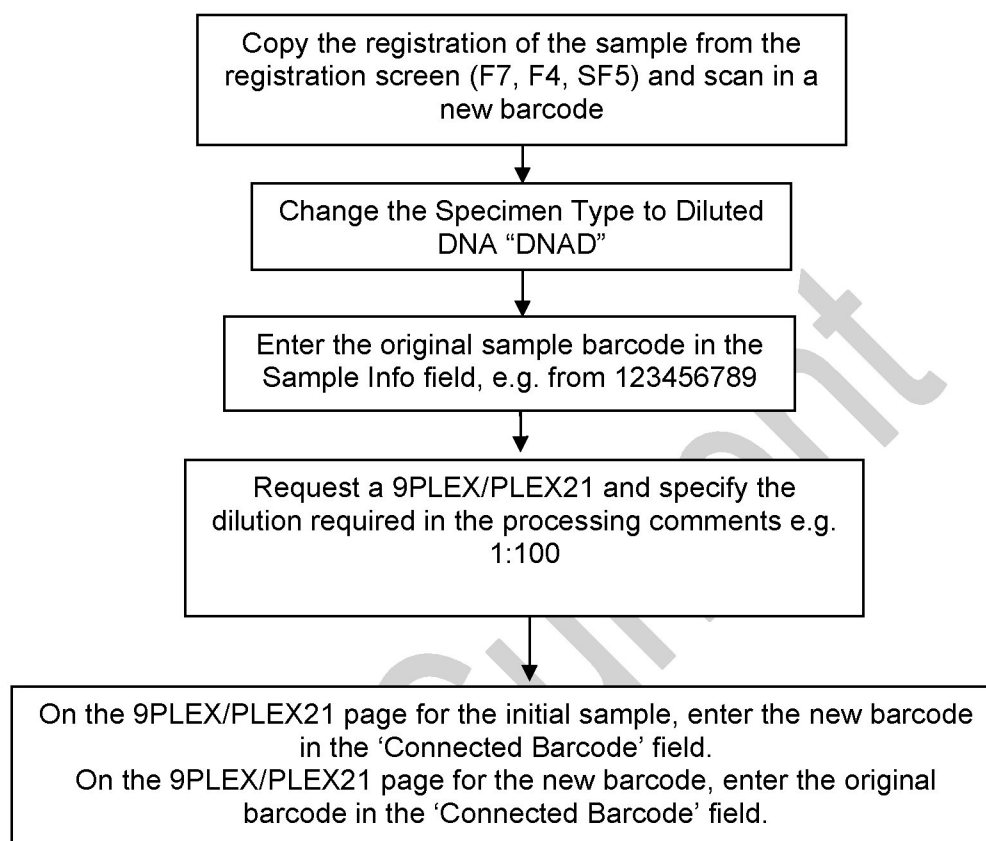 Copy the registration of the sample from the
registration screen (F7, F4, SF5) and scan in a
new barcode
Change the Specimen Type to Diluted
DNA “DNAD”
Enter the original sample barcode in the
Sample Info field, e.g. from 123456789
Request a 9PLEX/PLEX21 and specify the
dilution required in the processing comments e.g.
1:100
On the 9PLEX/PLEX21 page for the initial sample, enter the new barcode
in the ‘Connected Barcode’ field.
On the 9PLEX/PLEX21 page for the new barcode, enter the original
barcode in the ‘Connected Barcode’ field.